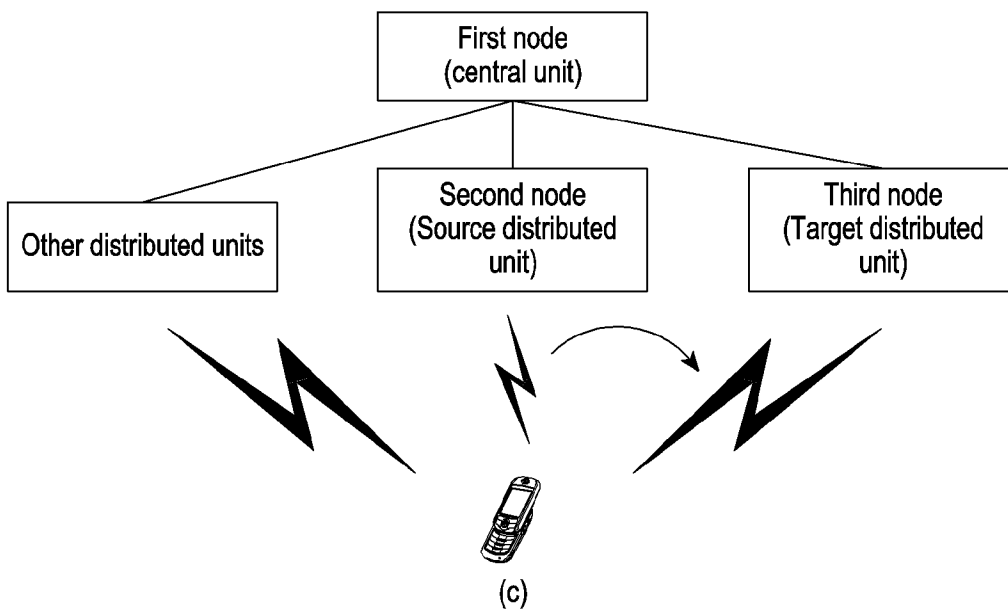 First node
(central unit)
Other distributed units
Second node
(Source distributed
unit)
Third node
(Target distributed
unit)
(c)